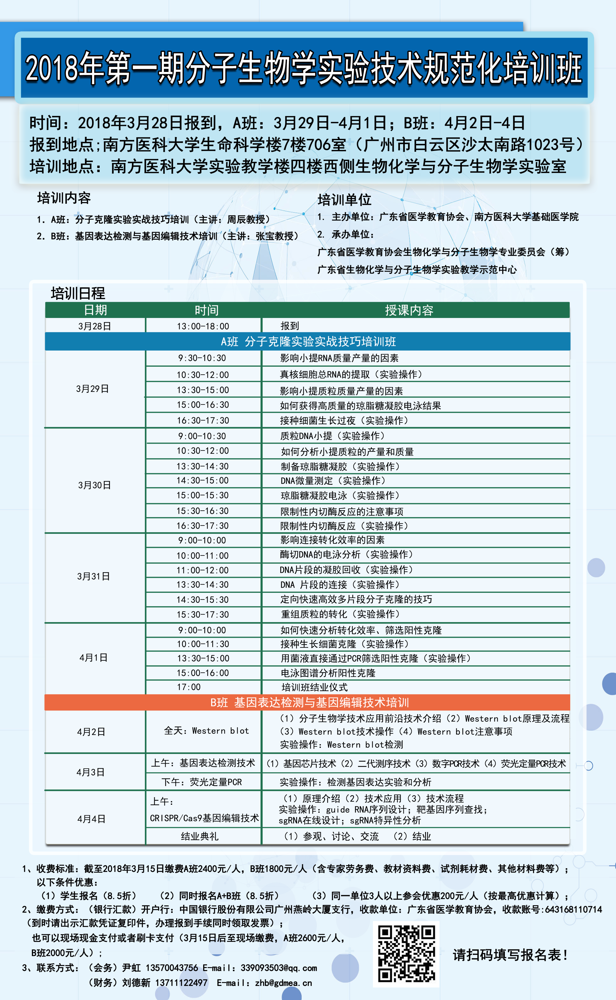 2018年第一期分子生物学实验技术规范化培训班
时间：2018年3月28日报到，A班：3月29日-4月1日；B班：4月2日-4日
报到地点;南方医科大学生命科学楼7楼706室（广州市白云区沙太南路1023号）
培训地点：南方医科大学实验教学楼四楼西侧生物化学与分子生物学实验室
培训内容
1. A班：分子克隆实验实战技巧培训（主讲：周辰教授）
2. B班：基因表达检测与基因编辑技术培训（主讲：张宝教授）
培训单位
1. 主办单位：广东省医学教育协会、南方医科大学基础医学院
2. 承办单位：
广东省医学教育协会生物化学与分子生物学专业委员会（筹）
广东省生物化学与分子生物学实验教学示范中心
培训日程
日期 时间 授课内容
3月28日 13:00-18:00 报到
A班 分子克隆实验实战技巧培训班
3月29日
9:30-10:30 影响小提RNA质量产量的因素
10:30-12:00 真核细胞总RNA的提取（实验操作）
13:30-15:00 影响小提质粒质量产量的因素
15:00-16:30 如何获得高质量的琼脂糖凝胶电泳结果
16:30-17:30 接种细菌生长过夜（实验操作）
3月30日
9:00-10:30 质粒DNA小提（实验操作）
10:30-12:00 如何分析小提质粒的产量和质量
13:30-14:30 制备琼脂糖凝胶（实验操作）
14:30-15:00 DNA微量测定（实验操作）
15:00-15:30 琼脂糖凝胶电泳（实验操作）
15:30-16:30 限制性内切酶反应的注意事项
16:30-17:30 限制性内切酶反应（实验操作）
3月31日
9:00-10:00 影响连接转化效率的因素
10:00-11:00 酶切DNA的电泳分析（实验操作）
11:00-12:00 DNA片段的凝胶回收（实验操作）
13:30-14:30 DNA 片段的连接（实验操作）
14:30-15:30 定向快速高效多片段分子克隆的技巧
15:30-17:30 重组质粒的转化（实验操作）
4月1日
9:00-10:00 如何快速分析转化效率、筛选阳性克隆
10:00-11:30 接种生长细菌克隆（实验操作）
13:30-15:00 用菌液直接通过PCR筛选阳性克隆（实验操作）
15:00-16:00 电泳图谱分析阳性克隆
17:00 培训班结业仪式
B班 基因表达检测与基因编辑技术培训
4月2日
全天：Western blot
（1）分子生物学技术应用前沿技术介绍（2）Western blot原理及流程
（3）Western blot技术操作（4）Western blot注意事项
实验操作：Western blot检测
4月3日
上午：基因表达检测技术 （1）基因芯片技术（2）二代测序技术（3）数字PCR技术（4）荧光定量PCR技术
下午：荧光定量PCR 实验操作：检测基因表达实验和分析
4月4日
上午：
CRISPR/Cas9基因编辑技术
（1）原理介绍（2）技术应用（3）技术流程
实验操作：guide RNA序列设计；靶基因序列查找；
sgRNA在线设计；sgRNA特异性分析
结业典礼 （1）参观、讨论、交流 （2）结业
1、收费标准：截至2018年3月15日缴费A班2400元/人，B班1800元/人（含专家劳务费、教材资料费、试剂耗材费、其他材料费等）；
以下条件优惠：
（1）学生报名（8.5折） （2）同时报名A+B班（8.5折） （3）同一单位3人以上参会优惠200元/人（按最高优惠计算）；
2、缴费方式：（银行汇款）开户行：中国银行股份有限公司广州燕岭大厦支行，收款单位：广东省医学教育协会，收款账号:643168110714
（到时请出示汇款凭证复印件，办理报到手续同时领取发票）；
也可以现场现金支付或者刷卡支付（3月15日后至现场缴费，A班2600元/人，
B班2000元/人）;
3、联系方式：（会务）尹虹 13570043756 E-mail：339093503@qq.com
（财务）刘德新 13711122497 E-mail：zhb@gdmea.cn
请扫码填写报名表！